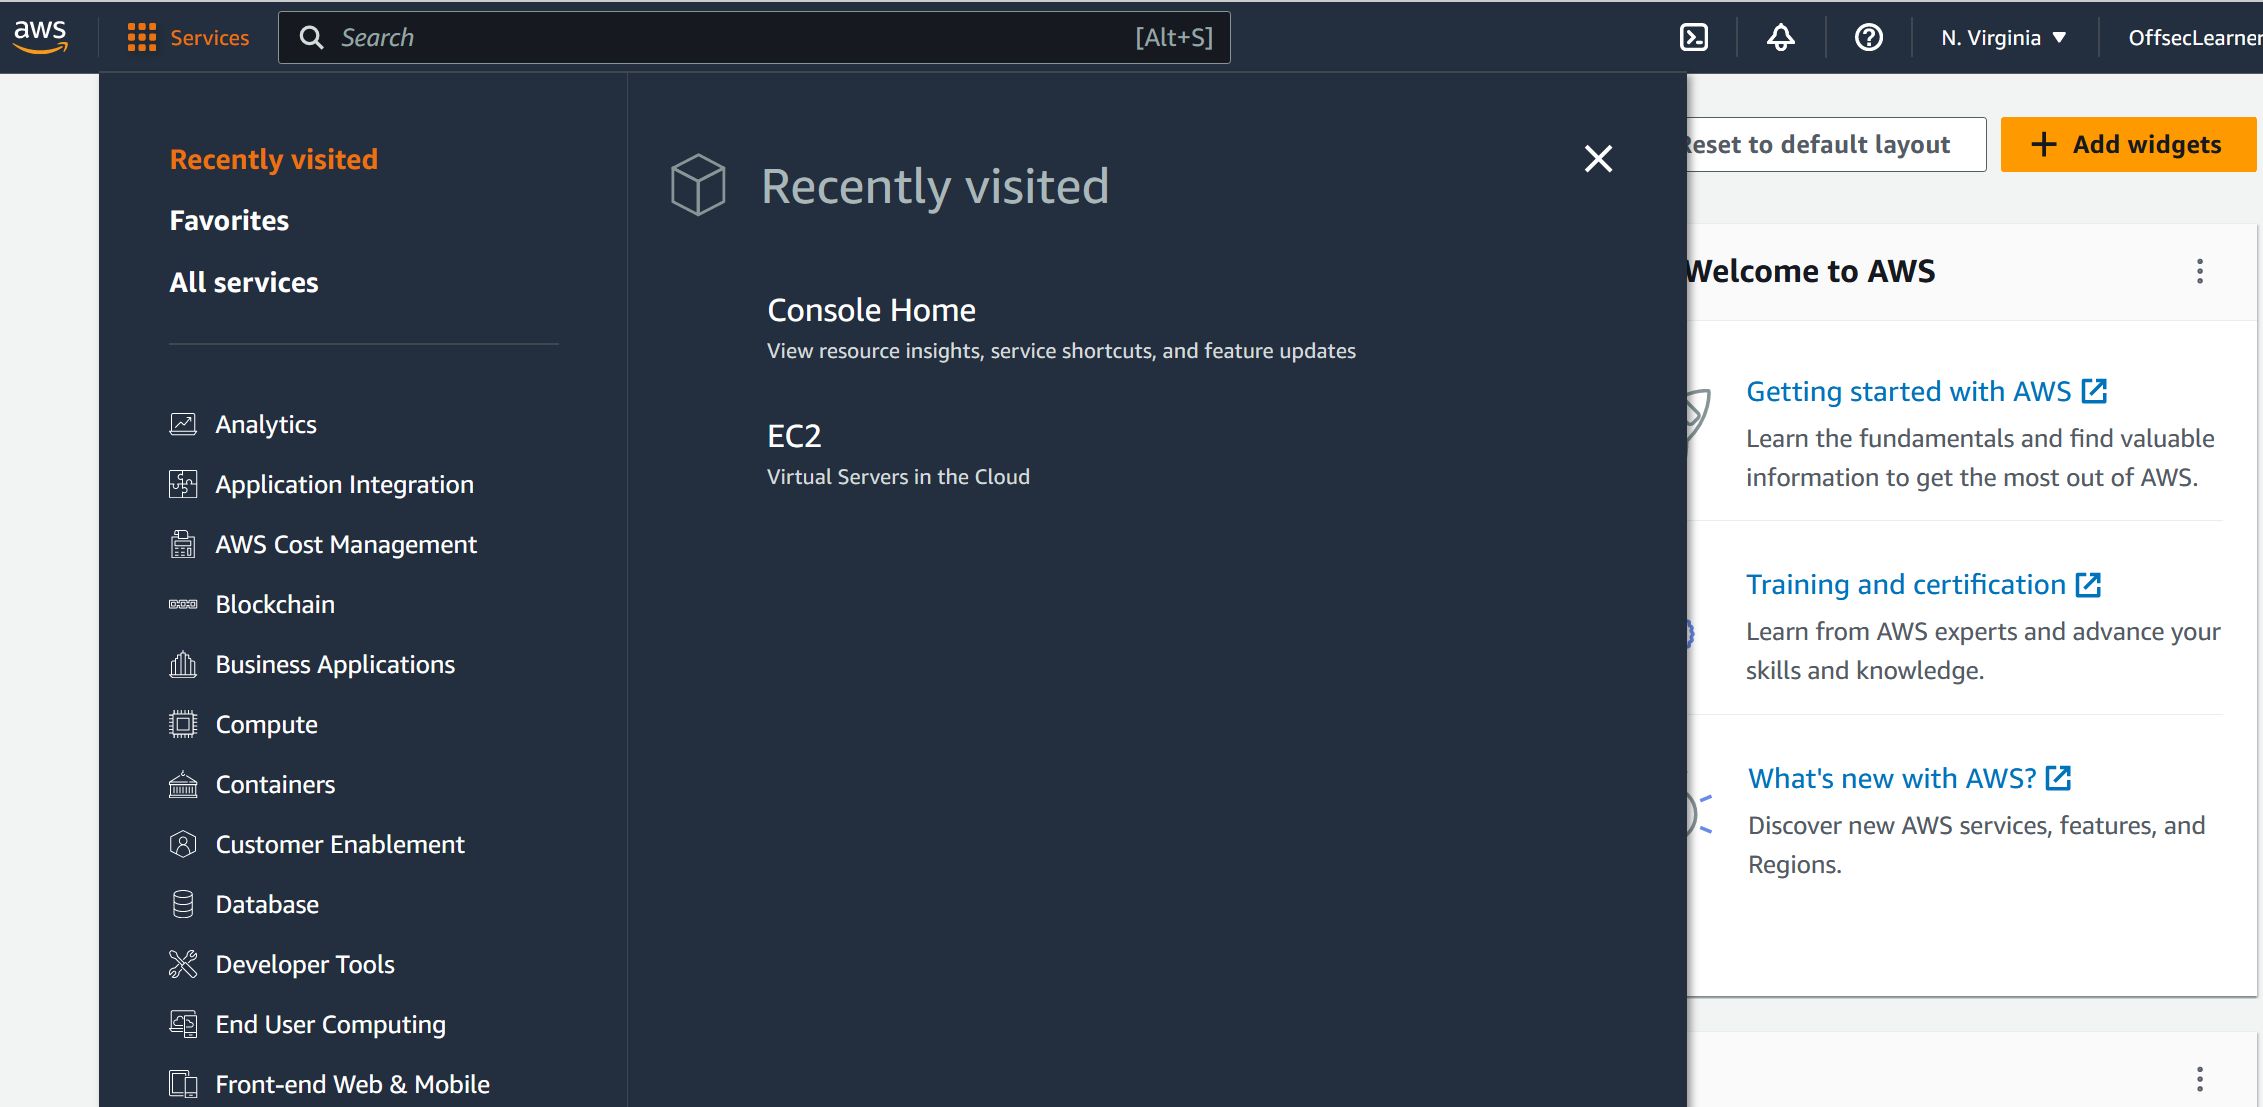 aws
Services
Search
[Alt+S]
N. Virginia
OffsecLearner
Recently visited
Favorites
All services
Analytics
Application Integration
AWS Cost Management
Blockchain
Business Applications
Compute
Containers
Customer Enablement
Database
Developer Tools
End User Computing
Front-end Web & Mobile
Recently visited
Console Home
View resource insights, service shortcuts, and feature updates
EC2
Virtual Servers in the Cloud
Reset to default layout
Add widgets
Welcome to AWS
Getting started with AWS
Learn the fundamentals and find valuable
information to get the most out of AWS.
Training and certification
Learn from AWS experts and advance your
skills and knowledge.
What's new with AWS?
Discover new AWS services, features, and
Regions.